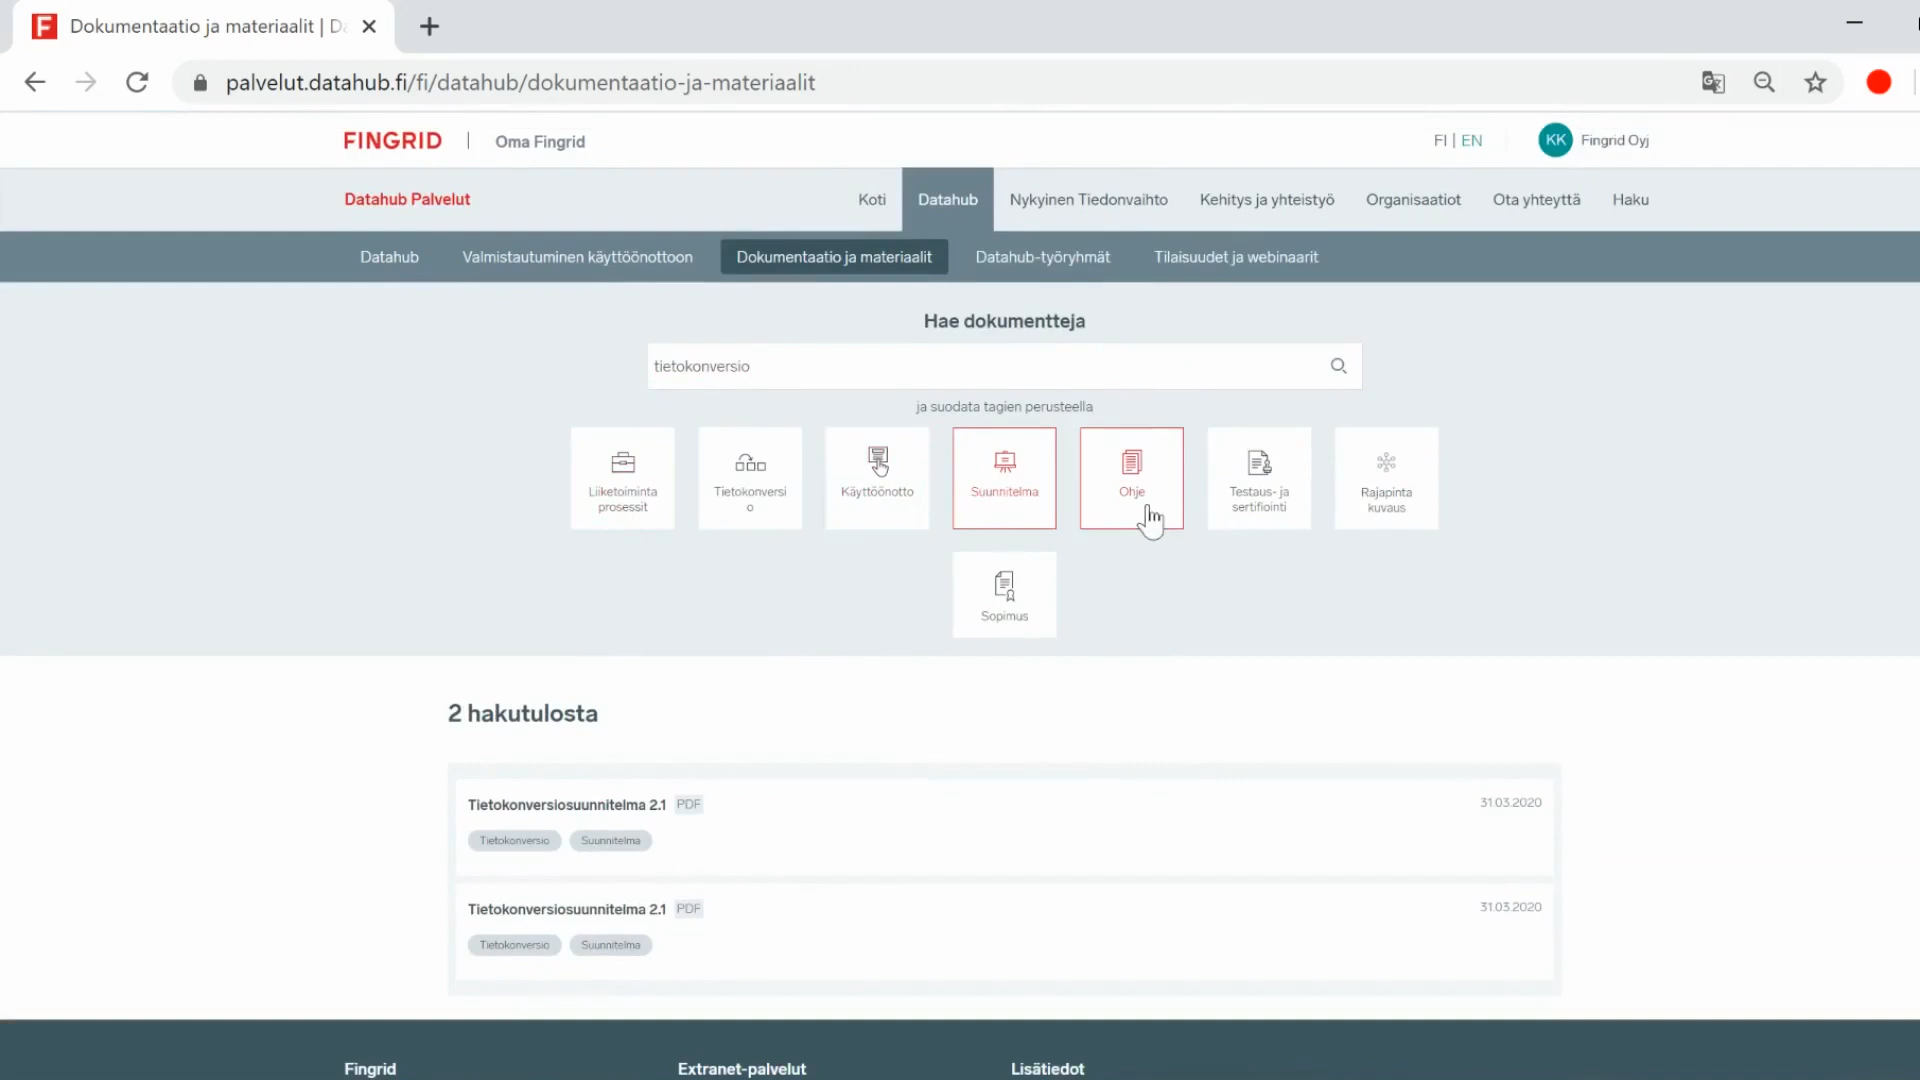 Dokumentaatio ja materiaalit | Da
palvelut.datahub.fi/fi/datahub/dokumentaatio-ja-materiaalit
FINGRID | Oma Fingrid
FI | EN
KK Fingrid Oyj
Datahub Palvelut
Koti Datahub Nykyinen Tiedonvaihto Kehitys ja yhteistyö Organisaatiot Ota yhteyttä Haku
Datahub Valmistautuminen käyttöönottoon Dokumentaatio ja materiaalit Datahub-työryhmät Tilaisuudet ja webinaarit
Hae dokumentteja
tietokonversio
ja suodata tagien perusteella
Liiketoiminta
prosessit
Tietokonversi
o
Käyttöönotto
Suunnitelma
Ohje
Testaus- ja
sertifiointi
Rajapinta
kuvaus
Sopimus
2 hakutulosta
Tietokonversiosuunnitelma 2.1 PDF 31.03.2020
Tietokonversio Suunnitelma
Tietokonversiosuunnitelma 2.1 PDF 31.03.2020
Tietokonversio Suunnitelma
Fingrid Extranet-palvelut Lisätiedot